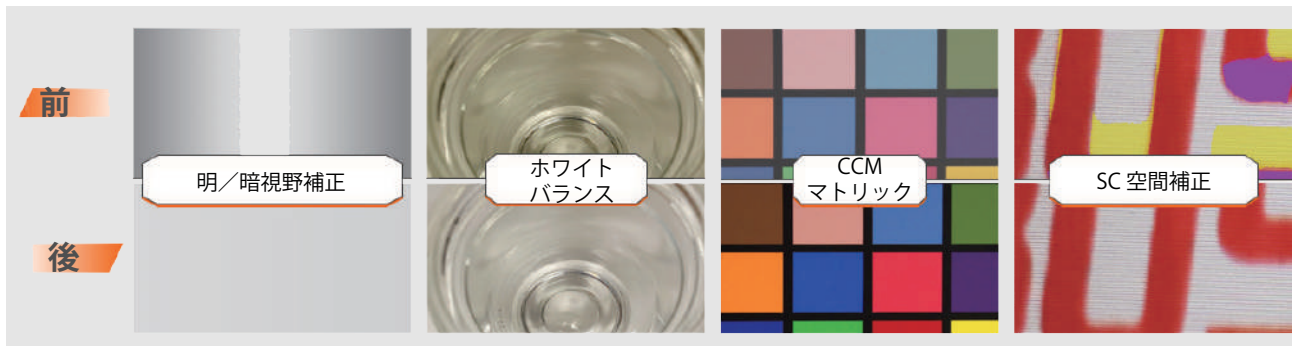 前
明／暗視野補正
ホワイト
バランス
CCM
マトリック
SC 空間補正
後